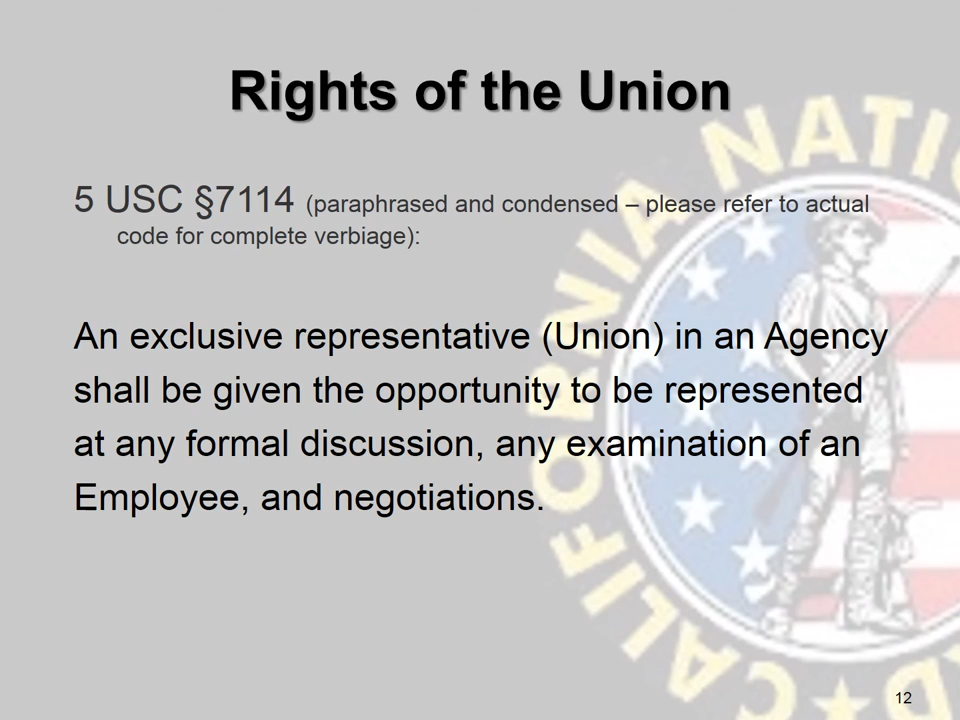 Rights of the Union
5 USC §7114 (paraphrased and condensed – please refer to actual
code for complete verbiage):
An exclusive representative (Union) in an Agency
shall be given the opportunity to be represented
at any formal discussion, any examination of an
Employee, and negotiations.
CALIFORNIA NATI
12